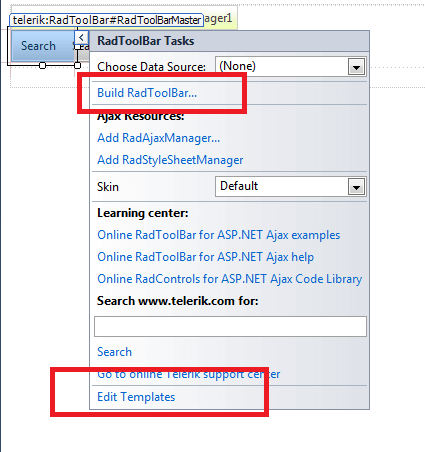 telerik:RadToolBar#RadToolBarMaster ager1
Search
RadToolBar Tasks
Choose Data Source: (None)
Build RadToolBar...
Ajax Resources:
Add RadAjaxManager...
Add RadStyleSheetManager
Skin Default
Learning center:
Online RadToolBar for ASP.NET Ajax examples
Online RadToolBar for ASP.NET Ajax help
Online RadControls for ASP.NET Ajax Code Library
Search www.telerik.com for:
Search
Go to online Telerik support center
Edit Templates